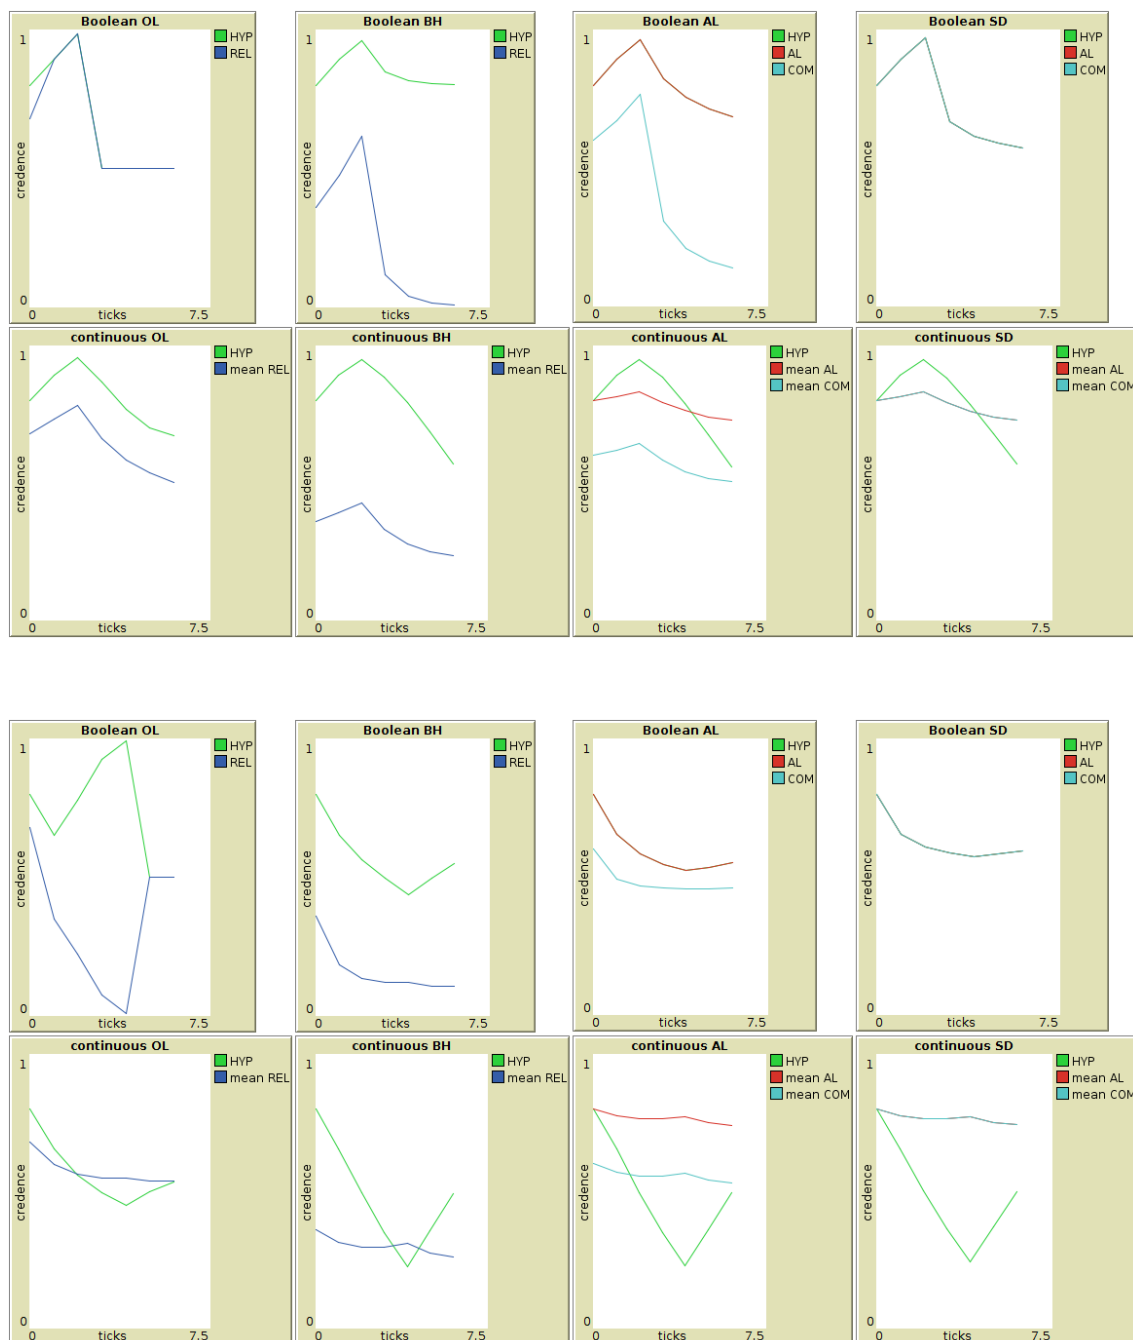 Boolean OL
1
HYP
REL
credence
0
0
ticks
7.5
Boolean BH
1
HYP
REL
credence
0
0
ticks
7.5
Boolean AL
1
HYP
AL
COM
credence
0
0
ticks
7.5
Boolean SD
1
HYP
AL
COM
credence
0
0
ticks
7.5
continuous OL
1
HYP
mean REL
credence
0
0
ticks
7.5
continuous BH
1
HYP
mean REL
credence
0
0
ticks
7.5
continuous AL
1
HYP
mean AL
mean COM
credence
0
0
ticks
7.5
continuous SD
1
HYP
mean AL
mean COM
credence
0
0
ticks
7.5
Boolean OL
1
HYP
REL
credence
0
0
ticks
7.5
Boolean BH
1
HYP
REL
credence
0
0
ticks
7.5
Boolean AL
1
HYP
AL
COM
credence
0
0
ticks
7.5
Boolean SD
1
HYP
AL
COM
credence
0
0
ticks
7.5
continuous OL
1
HYP
mean REL
credence
0
0
ticks
7.5
continuous BH
1
HYP
mean REL
credence
0
0
ticks
7.5
continuous AL
1
HYP
mean AL
mean COM
credence
0
0
ticks
7.5
continuous SD
1
HYP
mean AL
mean COM
credence
0
0
ticks
7.5